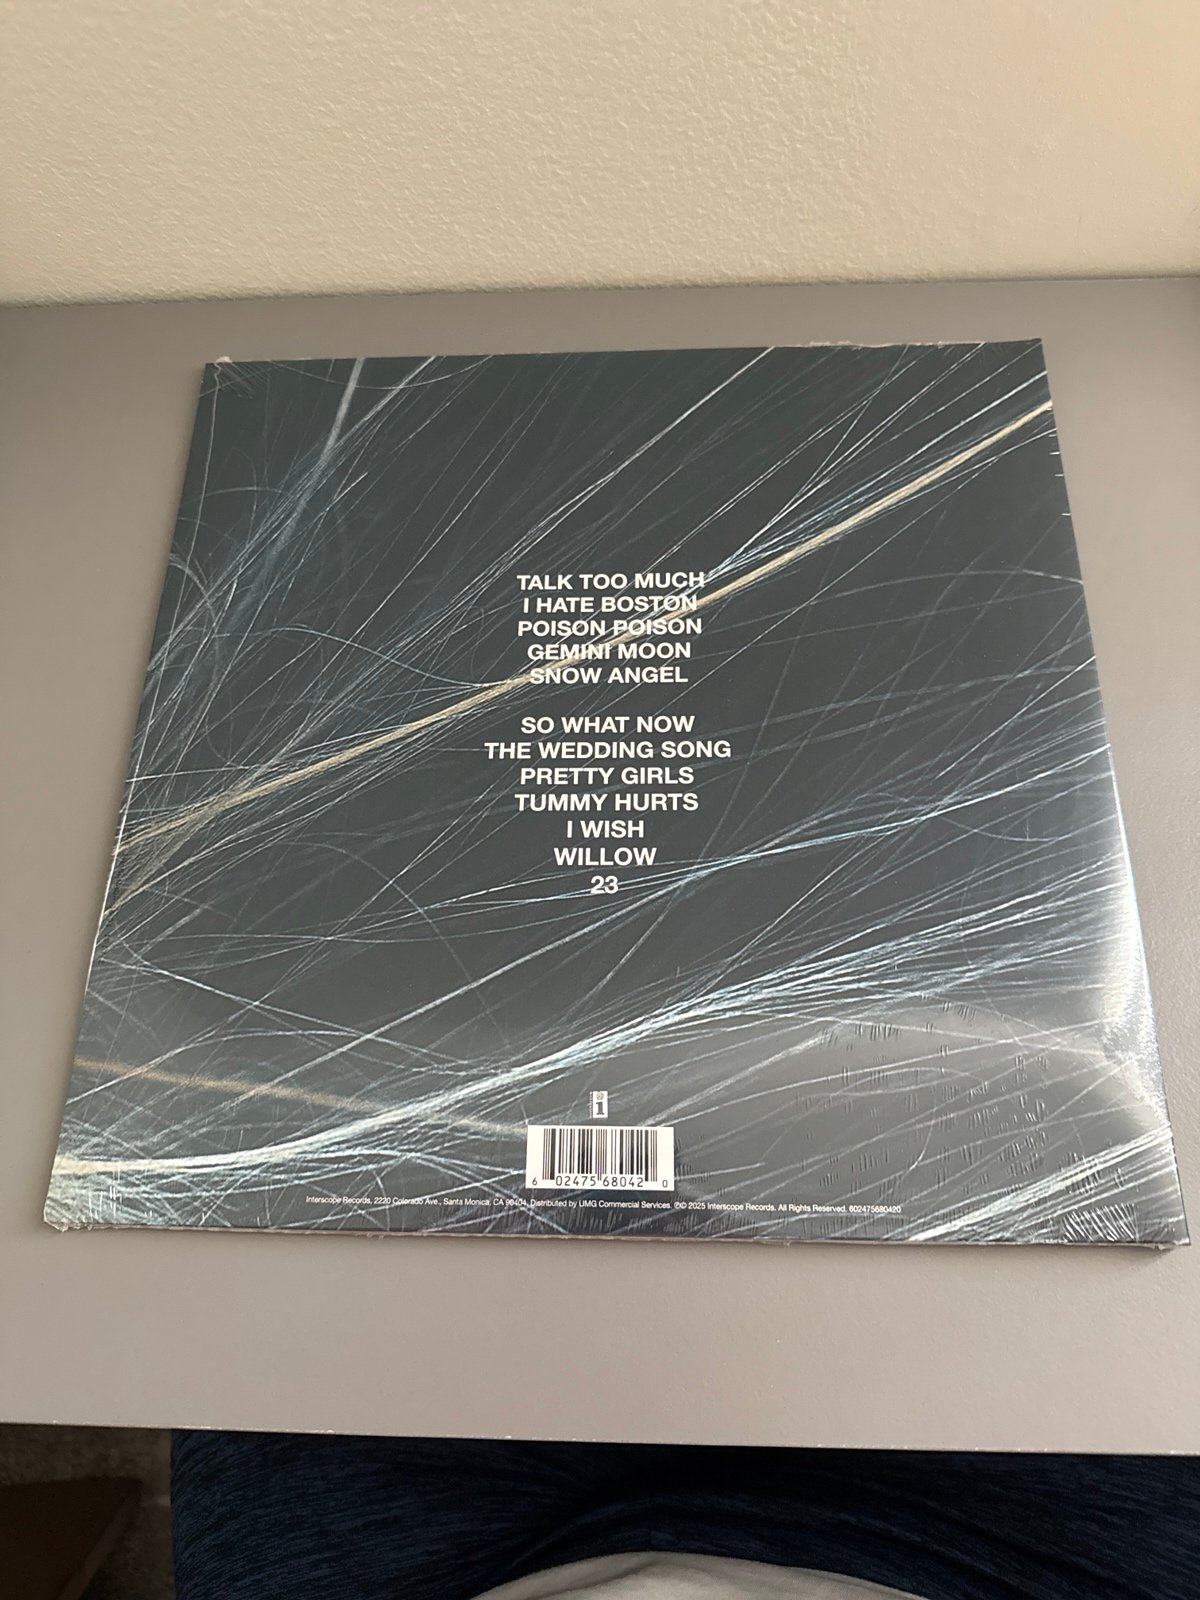 TALK TOO MUCH
I HATE BOSTON
POISON POISON
GEMINI MOON
SNOW ANGEL
SO WHAT NOW
THE WEDDING SONG
PRETTY GIRLS
TUMMY HURTS
I WISH
WILLOW
23
i
6 02475 68042 0
Interscope Records, 2220 Colorado Ave., Santa Monica, CA 90404. Distributed by UMG Commercial Services. ℗© 2025 Interscope Records. All Rights Reserved. 602475680420